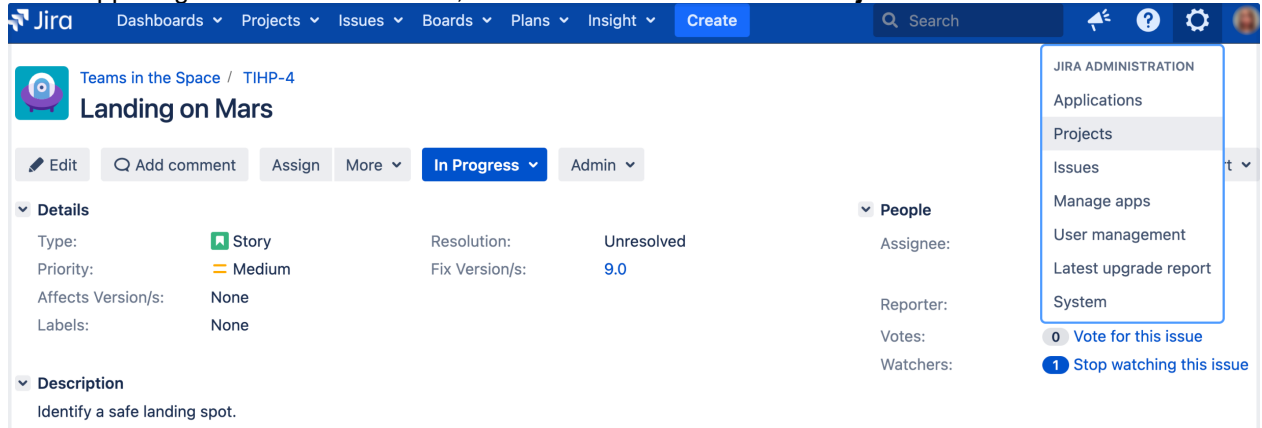 Jira Dashboards Projects Issues Boards Plans Insight Create Search
Teams in the Space / TIHP-4
Landing on Mars
Edit Add comment Assign More In Progress Admin
Details
Type: Story Resolution: Unresolved
Priority: Medium Fix Version/s: 9.0
Affects Version/s: None
Labels: None
Description
Identify a safe landing spot.
People
Assignee:
Reporter:
Votes: 0 Vote for this issue
Watchers: 1 Stop watching this issue
JIRA ADMINISTRATION
Applications
Projects
Issues
Manage apps
User management
Latest upgrade report
System